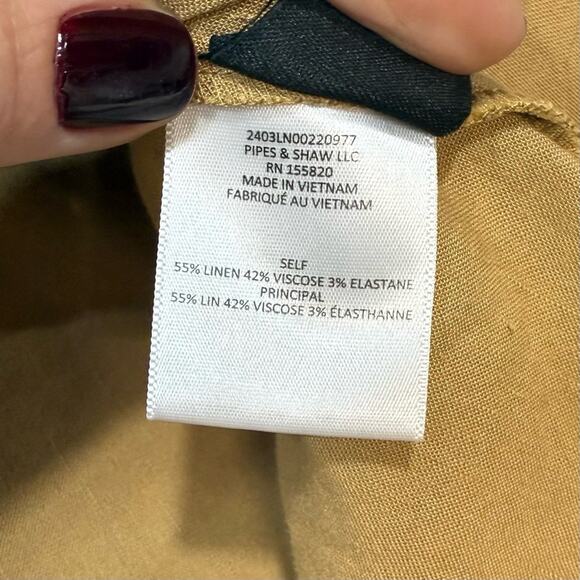 2403LN00220977
PIPES & SHAW LLC
RN 155820
MADE IN VIETNAM
FABRIQUÉ AU VIETNAM
SELF
55% LINEN 42% VISCOSE 3% ELASTANE
PRINCIPAL
55% LIN 42% VISCOSE 3% ÉLASTHANNE